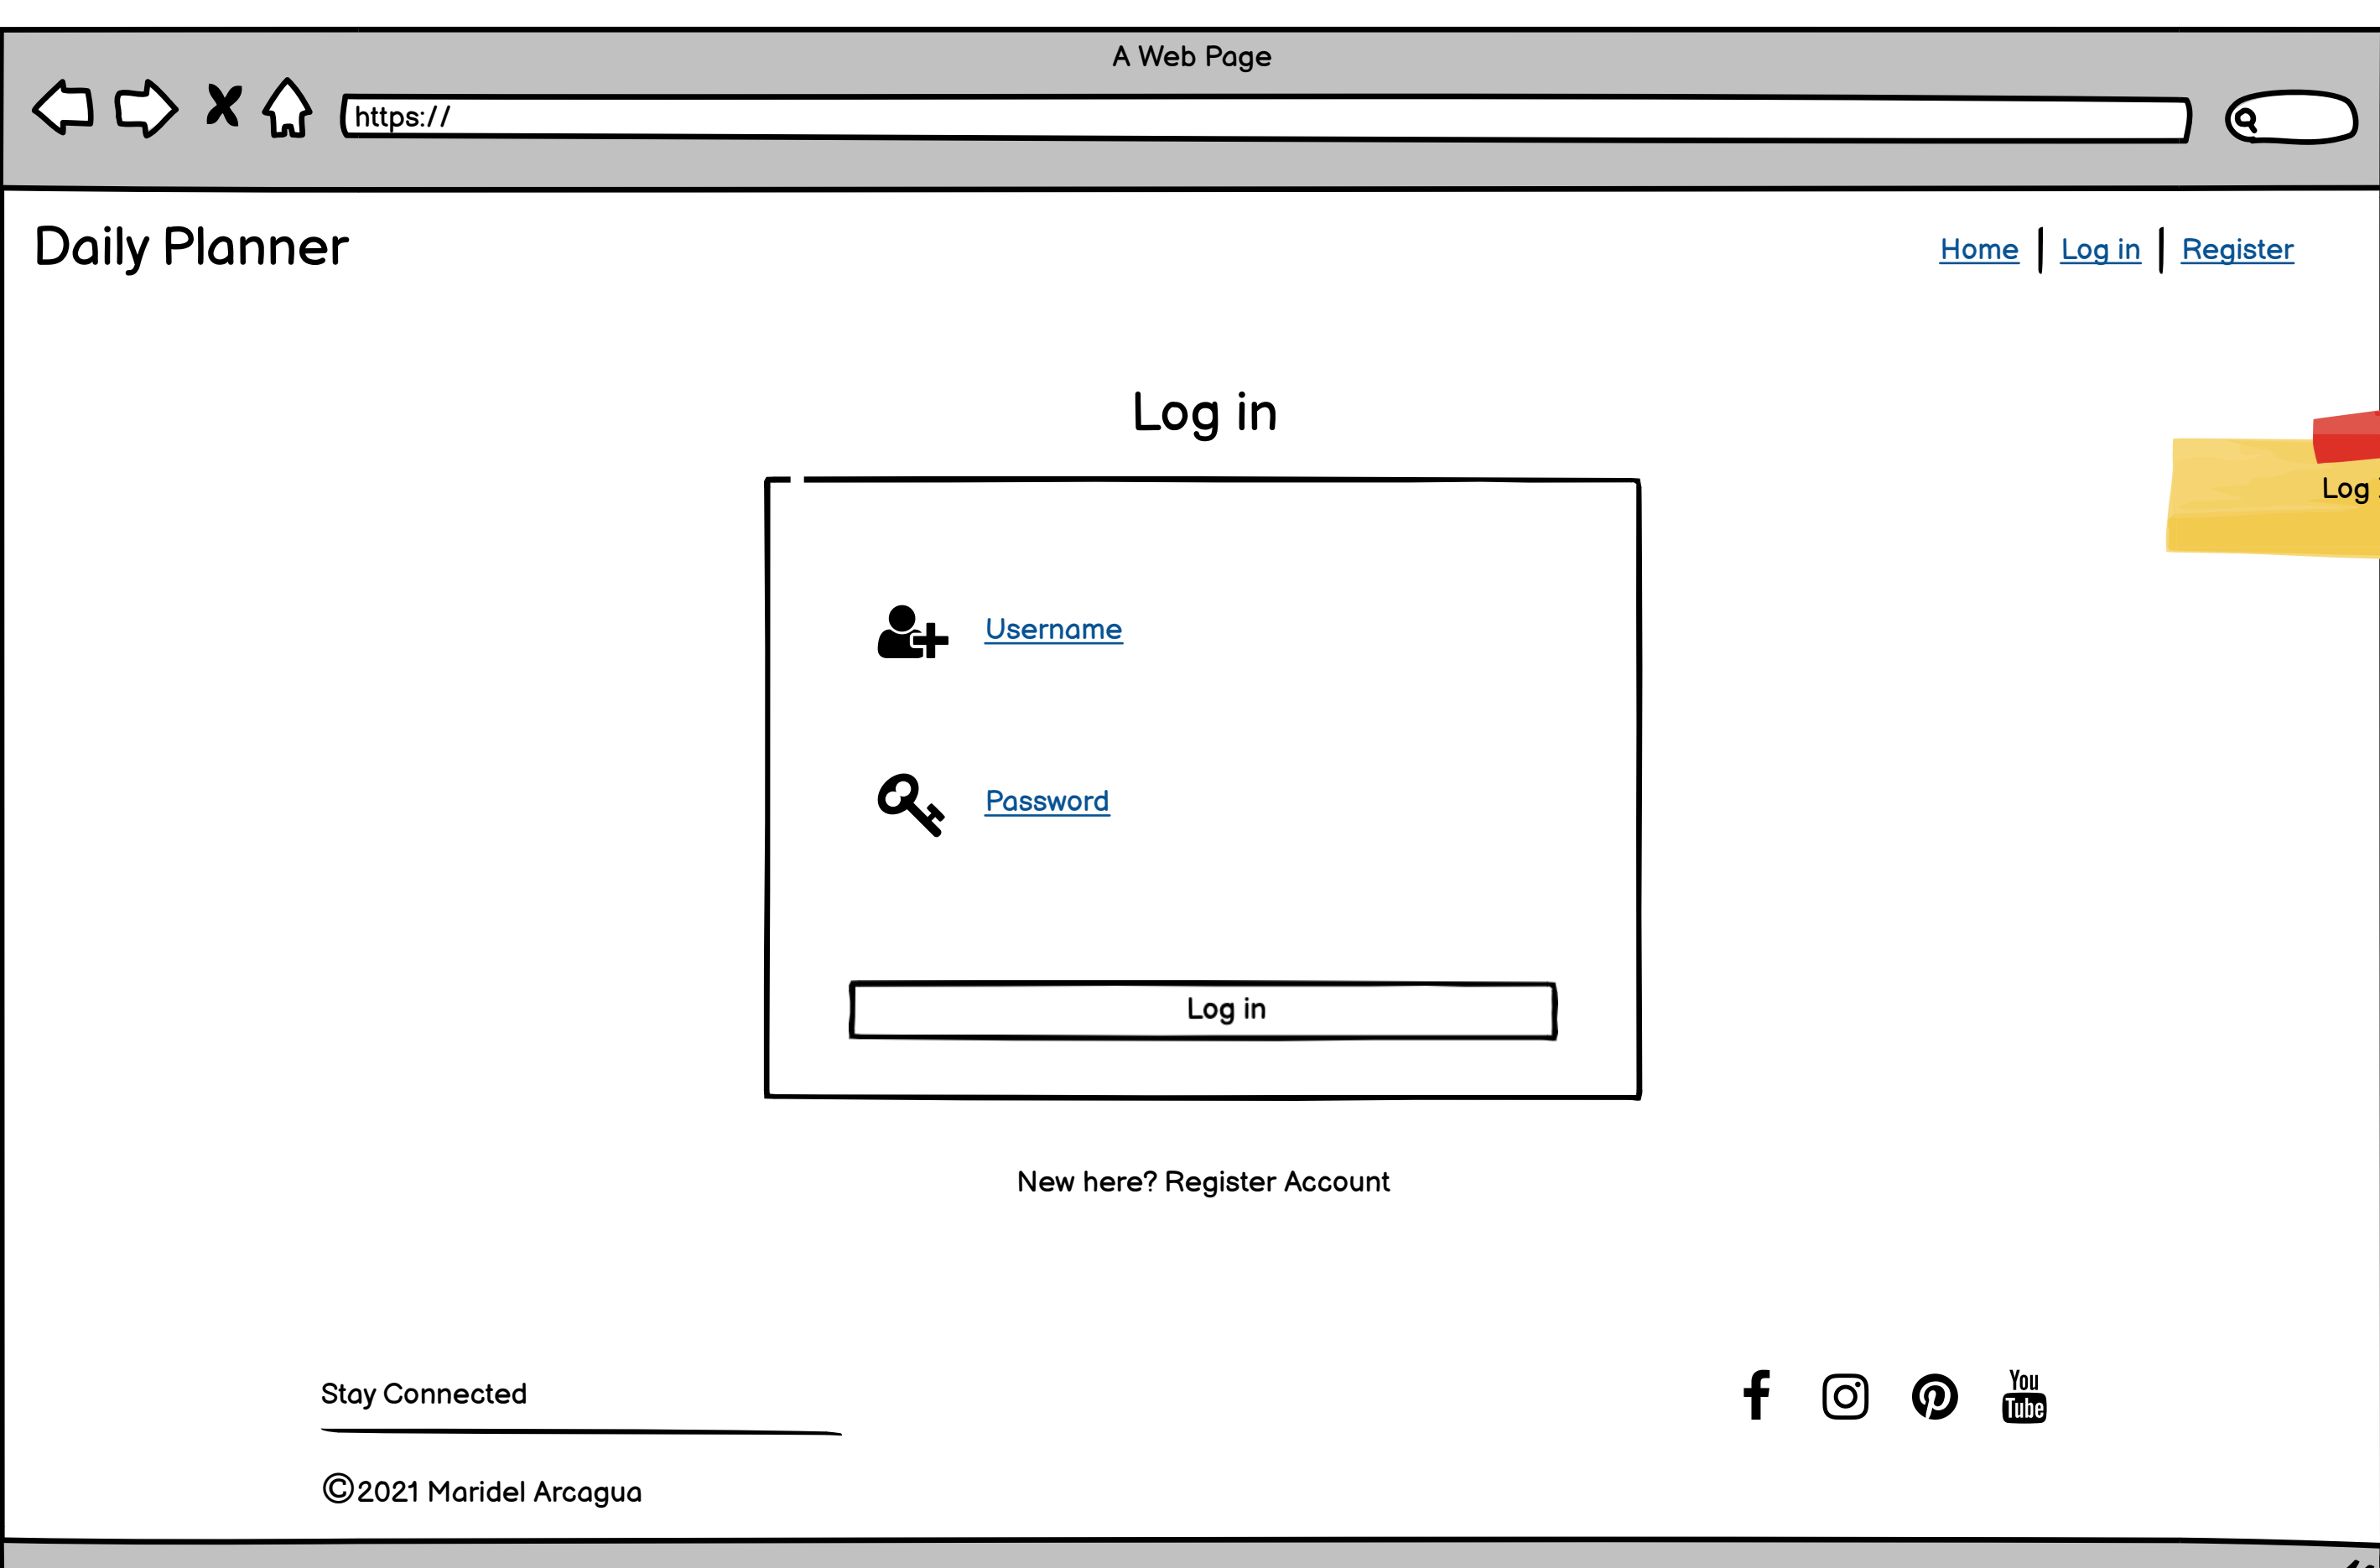 A Web Page
https://
Daily Planner
Home | Log in | Register
Log in
Log
Username
Password
Log in
New here? Register Account
Stay Connected
You
Tube
©2021 Maridel Arcagua